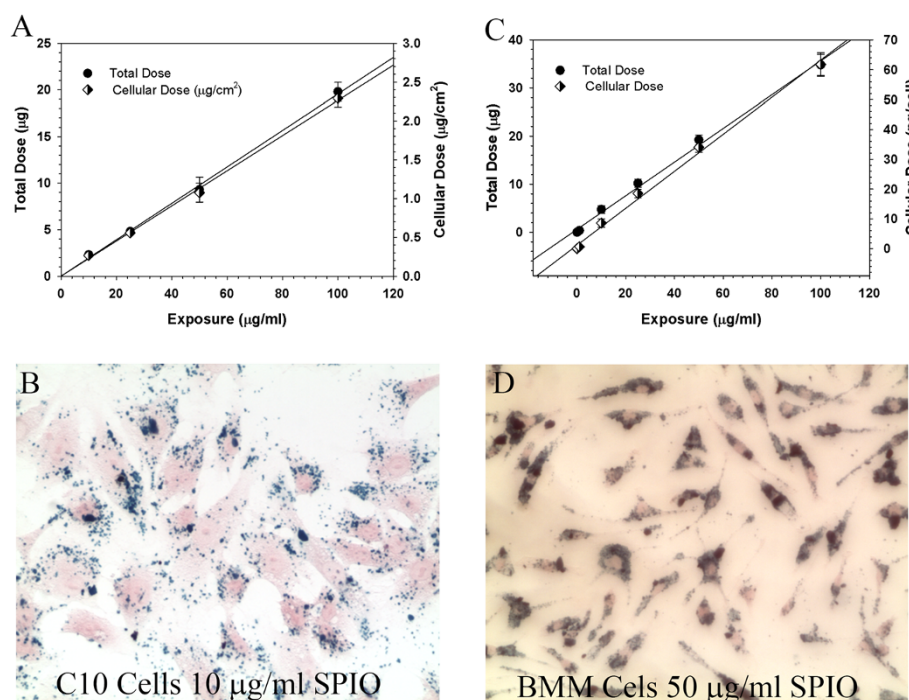 A
25
20
15
10
5
0
Total Dose (µg)
Total Dose
Cellular Dose (µg/cm²)
3.0
2.5
2.0
1.5
1.0
0.5
0.0
Cellular Dose (µg/cm²)
0 20 40 60 80 100 120
Exposure (µg/ml)
C
40
30
20
10
0
Total Dose (µg)
Total Dose
Cellular Dose
70
60
50
40
30
20
10
0
Cellular Dose
0 20 40 60 80 100
Exposure (µg/ml)
B
C10 Cells 10 µg/ml SPIO
D
BMM Cels 50 µg/ml SPIO